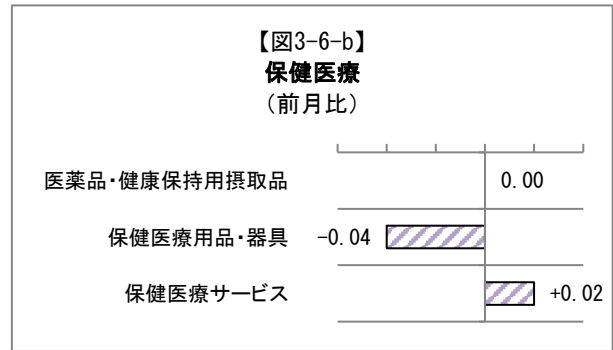 【図3-6-b】
保健医療
（前月比）
医薬品・健康保持用摂取品
0.00
保健医療用品・器具
-0.04
保健医療サービス
+0.02